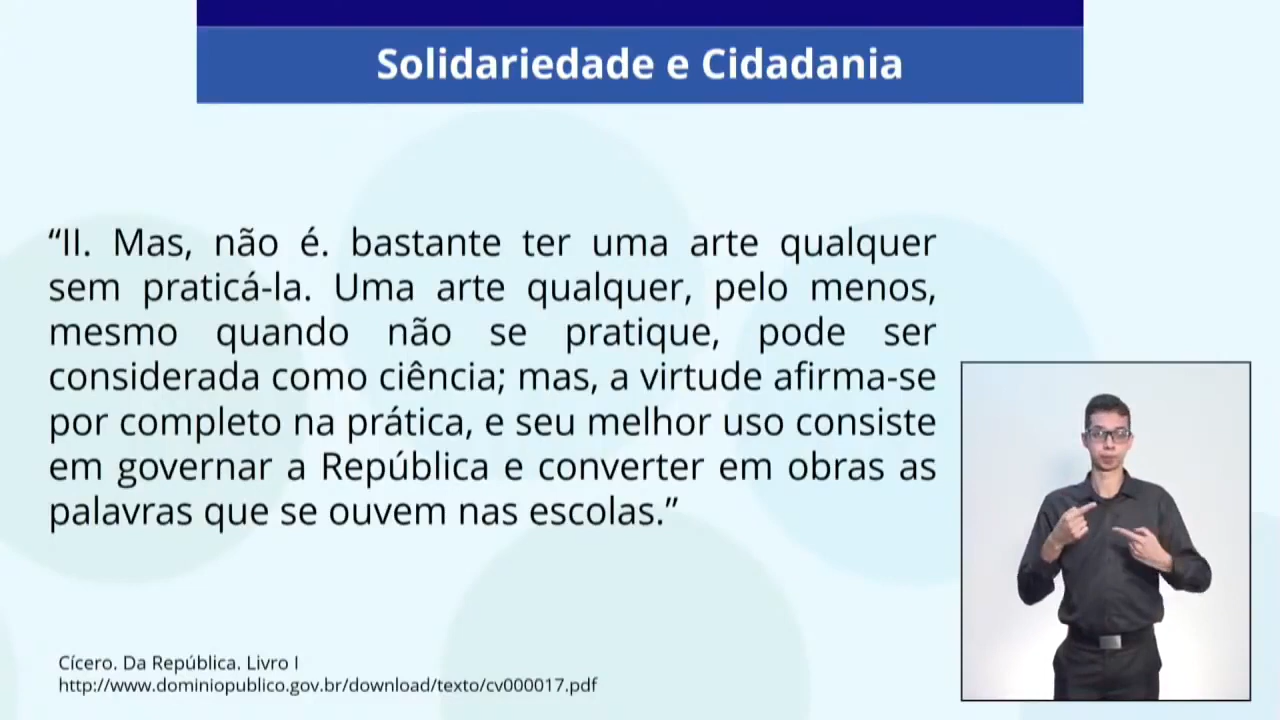 Solidariedade e Cidadania
“II. Mas, não é. bastante ter uma arte qualquer
sem praticá-la. Uma arte qualquer, pelo menos,
mesmo quando não se pratique, pode ser
considerada como ciência; mas, a virtude afirma-se
por completo na prática, e seu melhor uso consiste
em governar a República e converter em obras as
palavras que se ouvem nas escolas.”
Cícero. Da República. Livro I
http://www.dominiopublico.gov.br/download/texto/cv000017.pdf